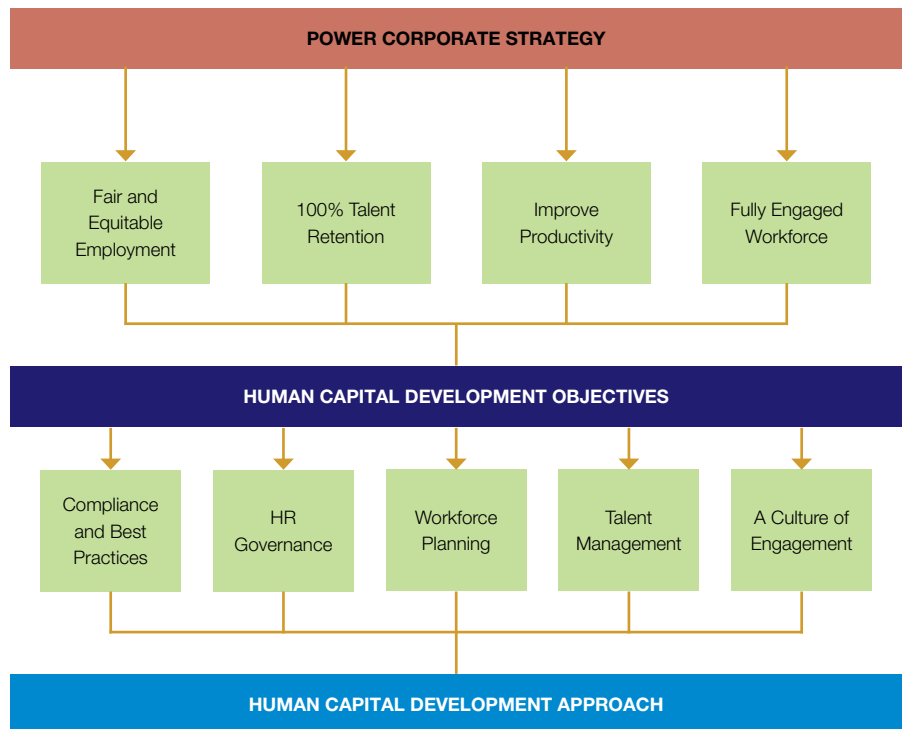 POWER CORPORATE STRATEGY
Fair and
Equitable
Employment
100% Talent
Retention
Improve
Productivity
Fully Engaged
Workforce
HUMAN CAPITAL DEVELOPMENT OBJECTIVES
Compliance
and Best
Practices
HR
Governance
Workforce
Planning
Talent
Management
A Culture of
Engagement
HUMAN CAPITAL DEVELOPMENT APPROACH